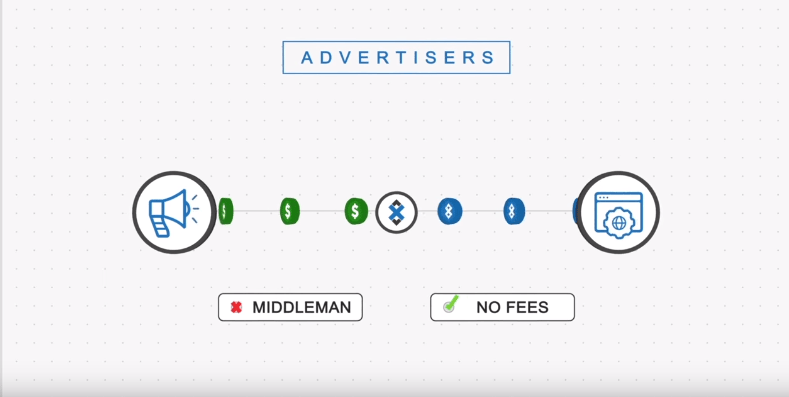 ADVERTISERS
$ $ $
MIDDLEMAN
NO FEES